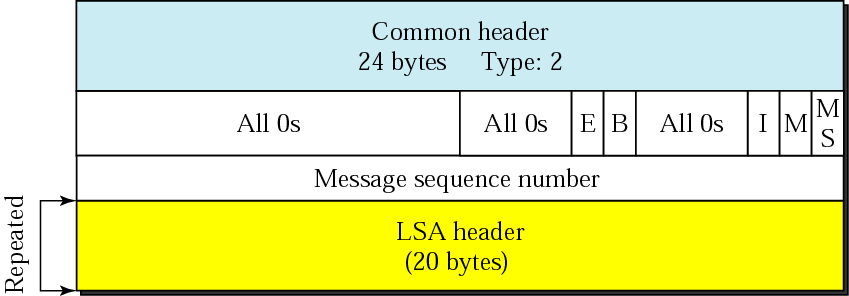 Common header
24 bytes Type: 2
All 0s All 0s E B All 0s I M M S
Message sequence number
Repeated
LSA header
(20 bytes)